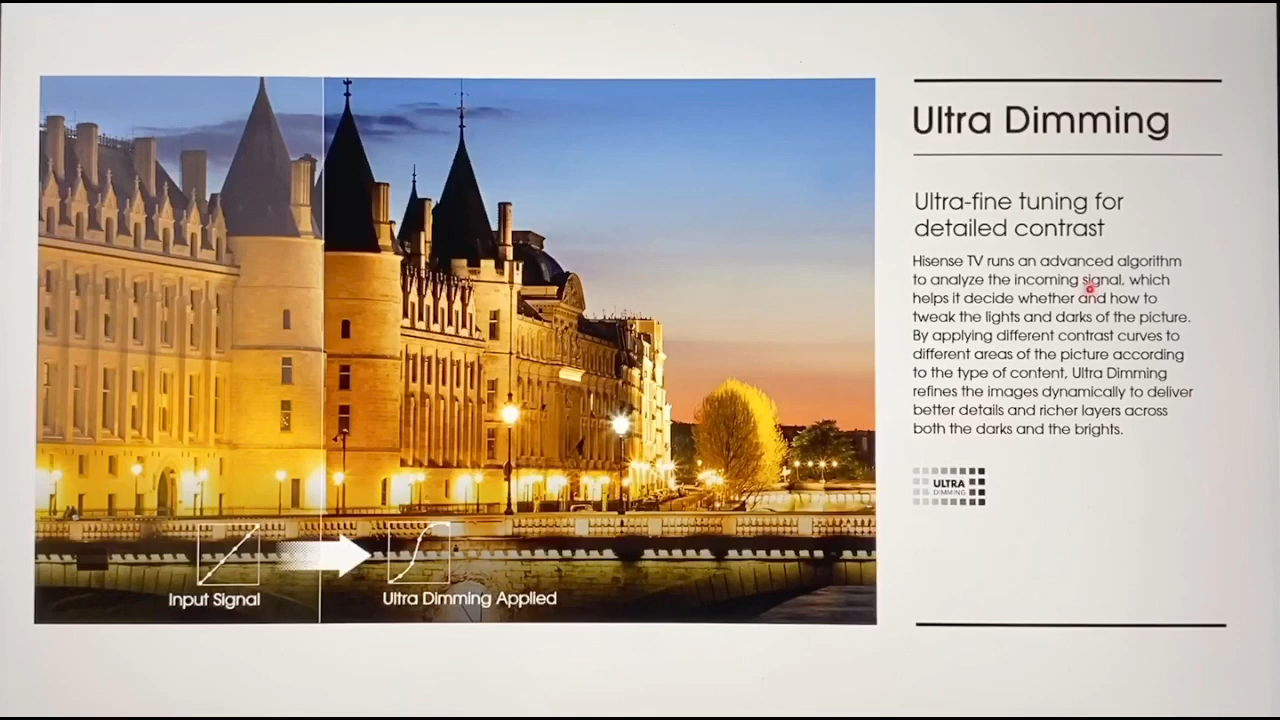 Ultra Dimming
Ultra-fine tuning for
detailed contrast
Hisense TV runs an advanced algorithm
to analyze the incoming signal, which
helps it decide whether and how to
tweak the lights and darks of the picture.
By applying different contrast curves to
different areas of the picture according
to the type of content, Ultra Dimming
refines the images dynamically to deliver
better details and richer layers across
both the darks and the brights.
ULTRA
DIMMING
Input Signal
Ultra Dimming Applied